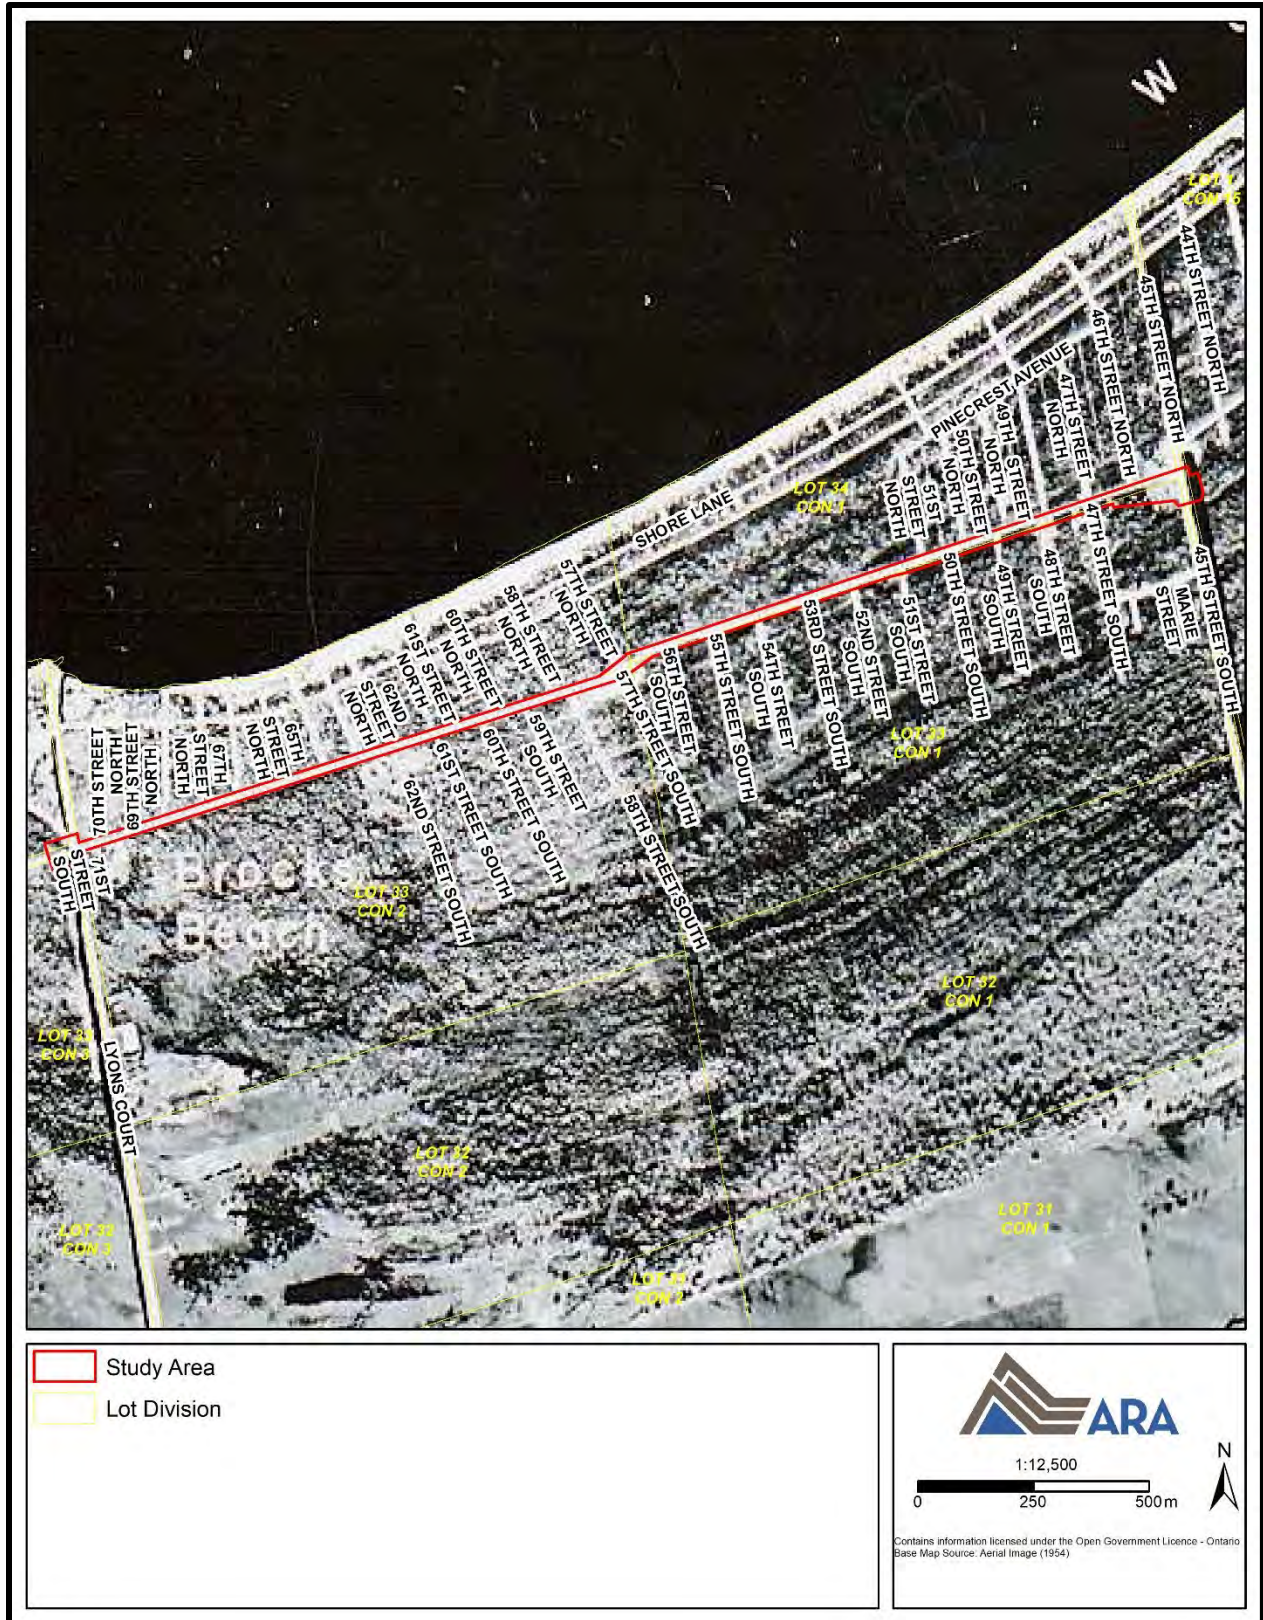 W
LOT 1
CON 15
44TH STREET NORTH
45TH STREET NORTH
46TH STREET NORTH
PINECREST AVENUE
47TH STREET
NORTH
49TH STREET
NORTH
50TH STREET
NORTH
51ST
STREET
NORTH
LOT 34
CON 1
SHORE LANE
57TH STREET
NORTH
58TH STREET
NORTH
60TH STREET
NORTH
61ST STREET
NORTH
62ND
STREET
NORTH
65TH
STREET
NORTH
67TH
STREET
NORTH
69TH STREET
NORTH
70TH STREET
NORTH
71ST
STREET
SOUTH
45TH STREET SOUTH
MARIE
STREET
47TH STREET SOUTH
48TH STREET
SOUTH
49TH STREET
SOUTH
50TH STREET SOUTH
51ST STREET
SOUTH
52ND STREET
SOUTH
53RD STREET SOUTH
54TH STREET
SOUTH
55TH STREET SOUTH
56TH STREET
SOUTH
57TH STREET SOUTH
58TH STREET SOUTH
59TH STREET
SOUTH
60TH STREET SOUTH
61ST STREET SOUTH
62ND STREET SOUTH
LOT 33
CON 1
Brocks
Beach
LOT 33
CON 2
LOT 32
CON 1
LOT 33
CON 3
LYONS COURT
LOT 32
CON 2
LOT 32
CON 3
LOT 31
CON 1
LOT 31
CON 2
Study Area
Lot Division
ARA
1:12,500
N
0 250 500m
Contains information licensed under the Open Government Licence - Ontario
Base Map Source: Aerial Image (1954)